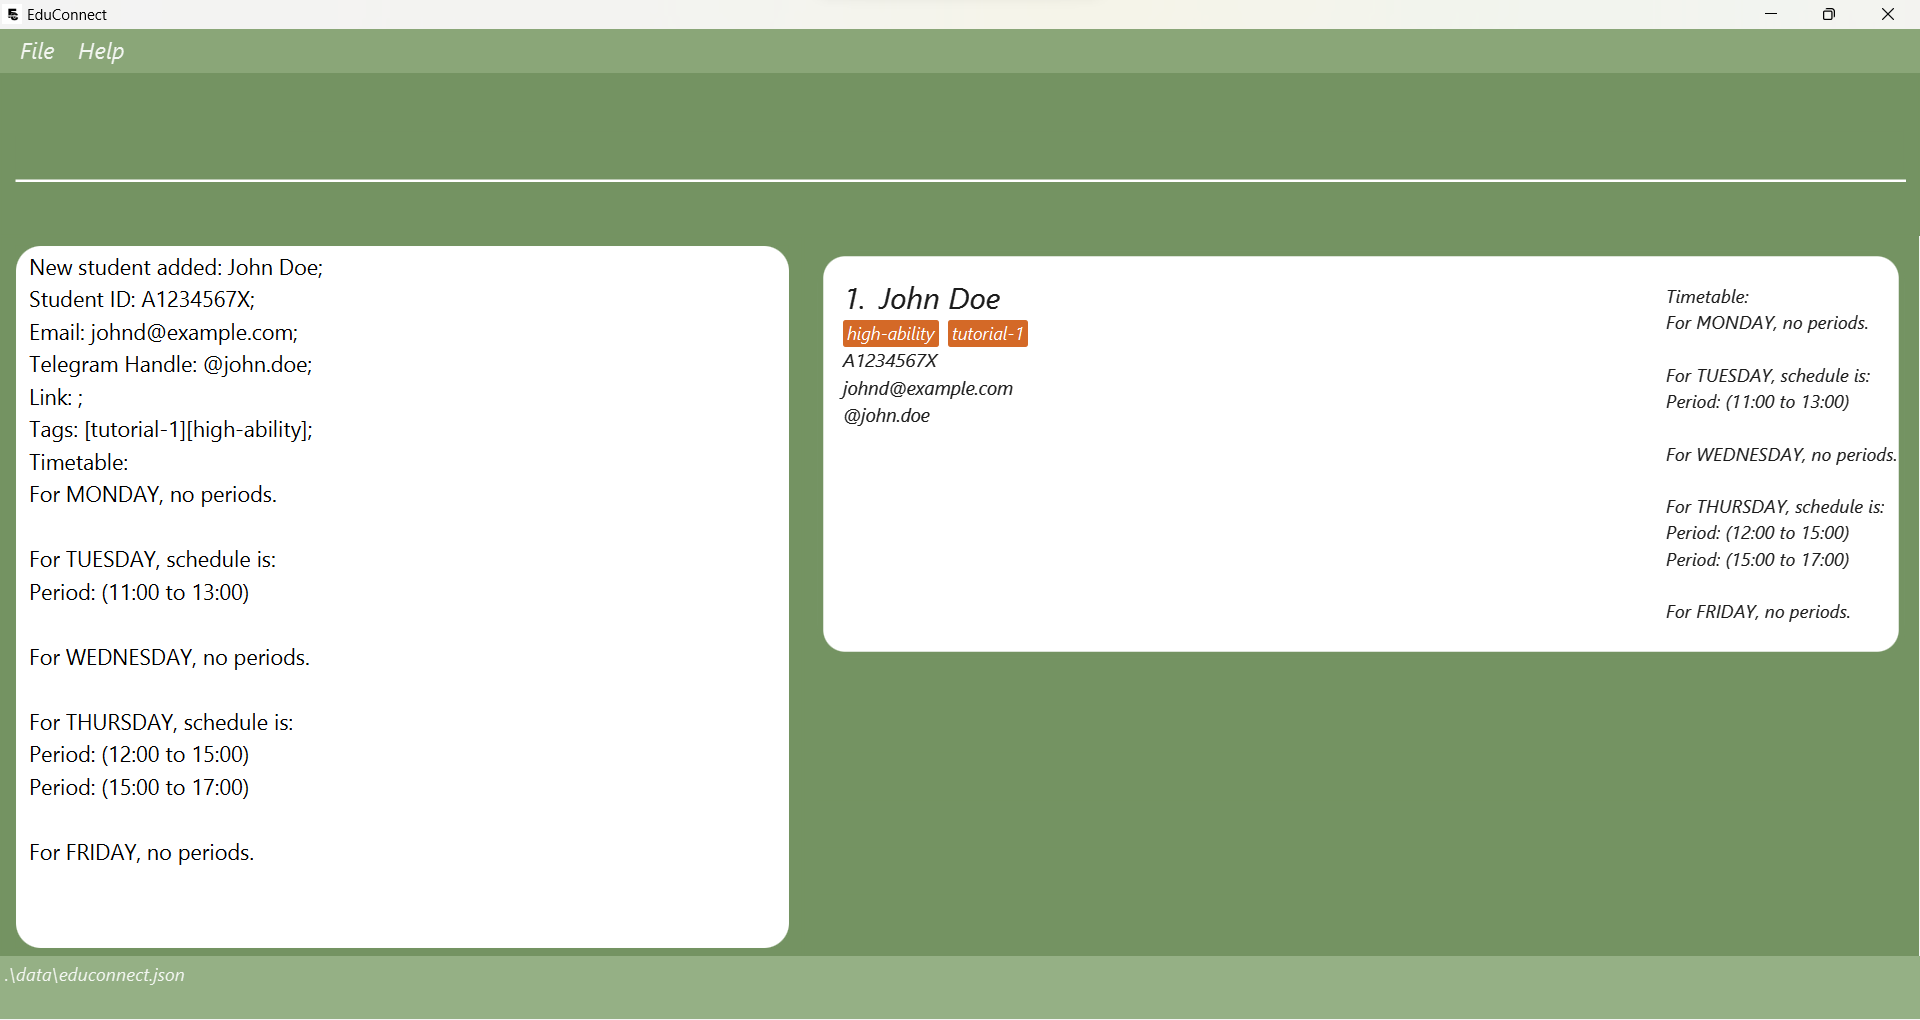 EduConnect
File Help
New student added: John Doe;
Student ID: A1234567X;
Email: johnd@example.com;
Telegram Handle: @john.doe;
Link: ;
Tags: [tutorial-1][high-ability];
Timetable:
For MONDAY, no periods.
For TUESDAY, schedule is:
Period: (11:00 to 13:00)
For WEDNESDAY, no periods.
For THURSDAY, schedule is:
Period: (12:00 to 15:00)
Period: (15:00 to 17:00)
For FRIDAY, no periods.
1. John Doe
high-ability tutorial-1
A1234567X
johnd@example.com
@john.doe
Timetable:
For MONDAY, no periods.
For TUESDAY, schedule is:
Period: (11:00 to 13:00)
For WEDNESDAY, no periods.
For THURSDAY, schedule is:
Period: (12:00 to 15:00)
Period: (15:00 to 17:00)
For FRIDAY, no periods.
.\data\educonnect.json